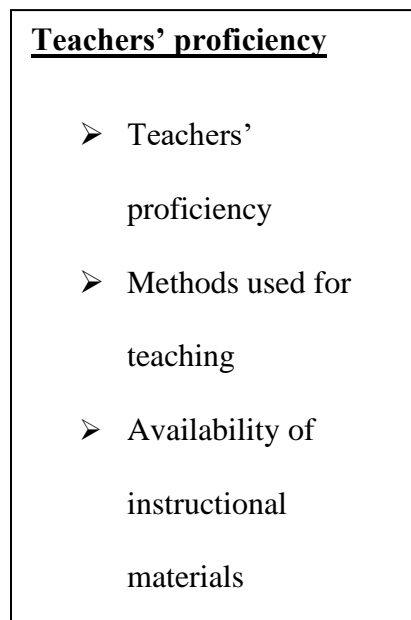 Teachers’ proficiency
➢ Teachers’
proficiency
➢ Methods used for
teaching
➢ Availability of
instructional
materials